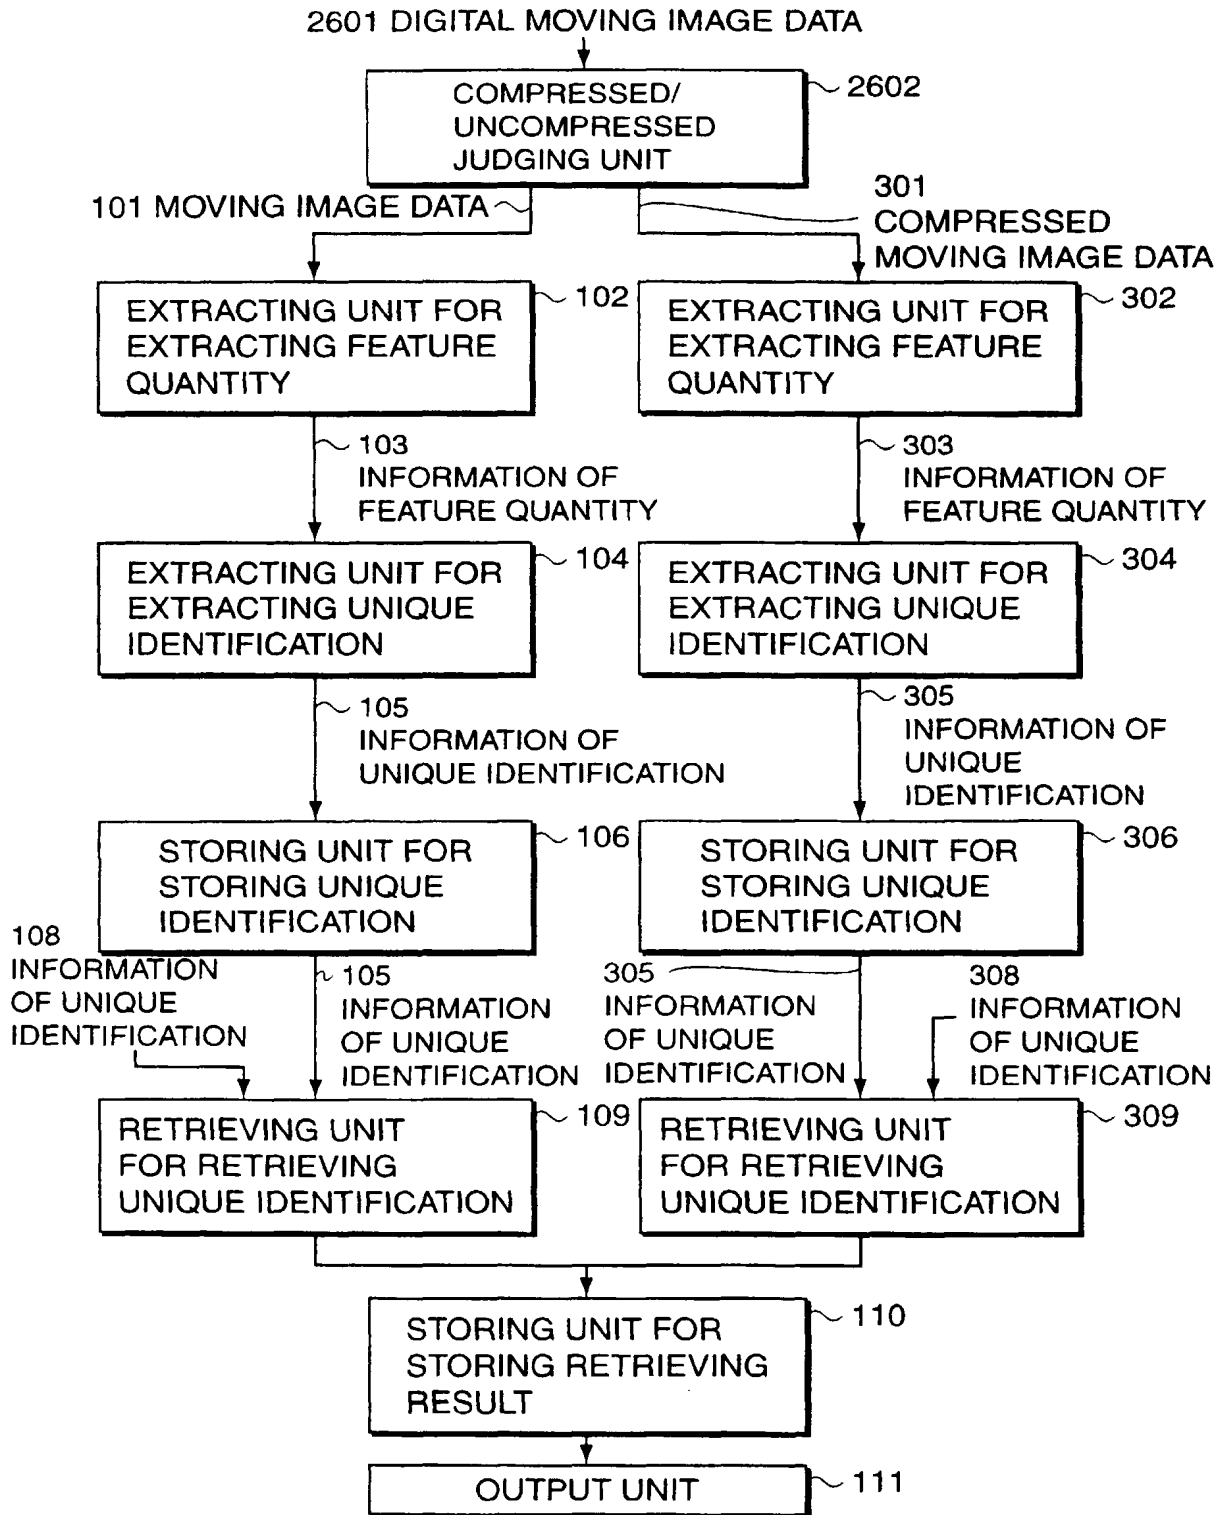 2601 DIGITAL MOVING IMAGE DATA
COMPRESSED/
UNCOMPRESSED
JUDGING UNIT
2602
101 MOVING IMAGE DATA
301
COMPRESSED
MOVING IMAGE DATA
EXTRACTING UNIT FOR
EXTRACTING FEATURE
QUANTITY
102
EXTRACTING UNIT FOR
EXTRACTING FEATURE
QUANTITY
302
103
INFORMATION OF
FEATURE QUANTITY
303
INFORMATION OF
FEATURE QUANTITY
EXTRACTING UNIT FOR
EXTRACTING UNIQUE
IDENTIFICATION
104
EXTRACTING UNIT FOR
EXTRACTING UNIQUE
IDENTIFICATION
304
105
INFORMATION OF
UNIQUE IDENTIFICATION
305
INFORMATION OF
UNIQUE
IDENTIFICATION
STORING UNIT FOR
STORING UNIQUE
IDENTIFICATION
106
STORING UNIT FOR
STORING UNIQUE
IDENTIFICATION
306
108
INFORMATION
OF UNIQUE
IDENTIFICATION
105
INFORMATION
OF UNIQUE
IDENTIFICATION
305
INFORMATION
OF UNIQUE
IDENTIFICATION
308
INFORMATION
OF UNIQUE
IDENTIFICATION
RETRIEVING UNIT
FOR RETRIEVING
UNIQUE IDENTIFICATION
109
RETRIEVING UNIT
FOR RETRIEVING
UNIQUE IDENTIFICATION
309
STORING UNIT FOR
STORING RETRIEVING
RESULT
110
OUTPUT UNIT
111